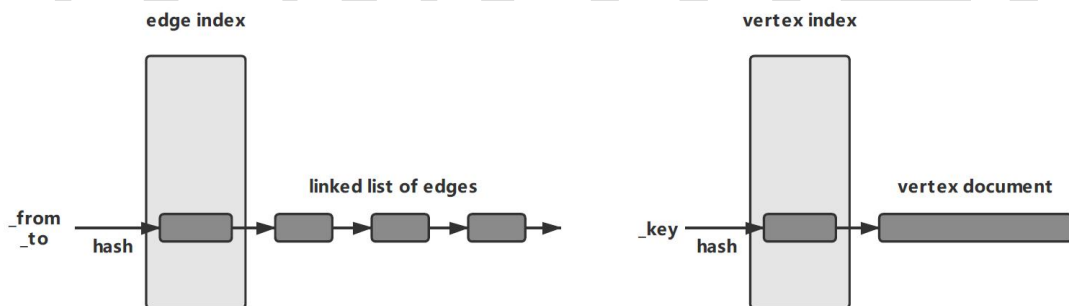 edge index
vertex index
linked list of edges
vertex document
_from
_to
hash
_key
hash